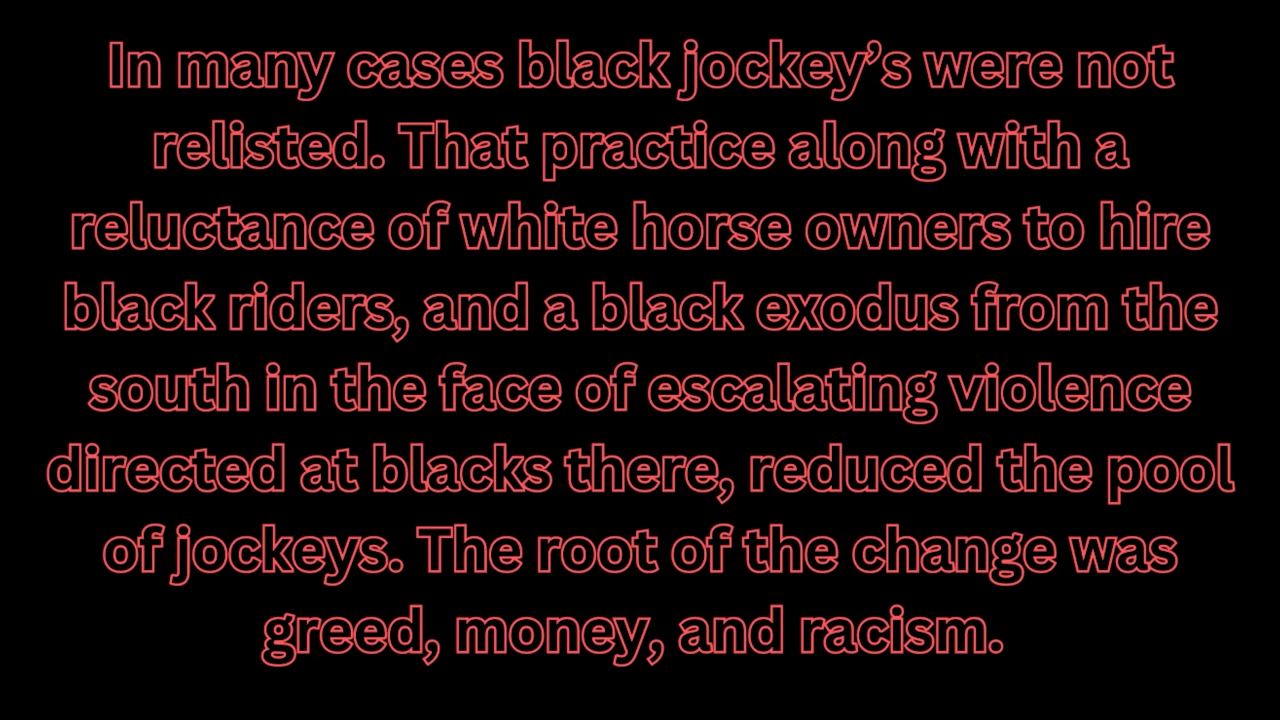 In many cases black jockey’s were not
relisted. That practice along with a
reluctance of white horse owners to hire
black riders, and a black exodus from the
south in the face of escalating violence
directed at blacks there, reduced the pool
of jockeys. The root of the change was
greed, money, and racism.